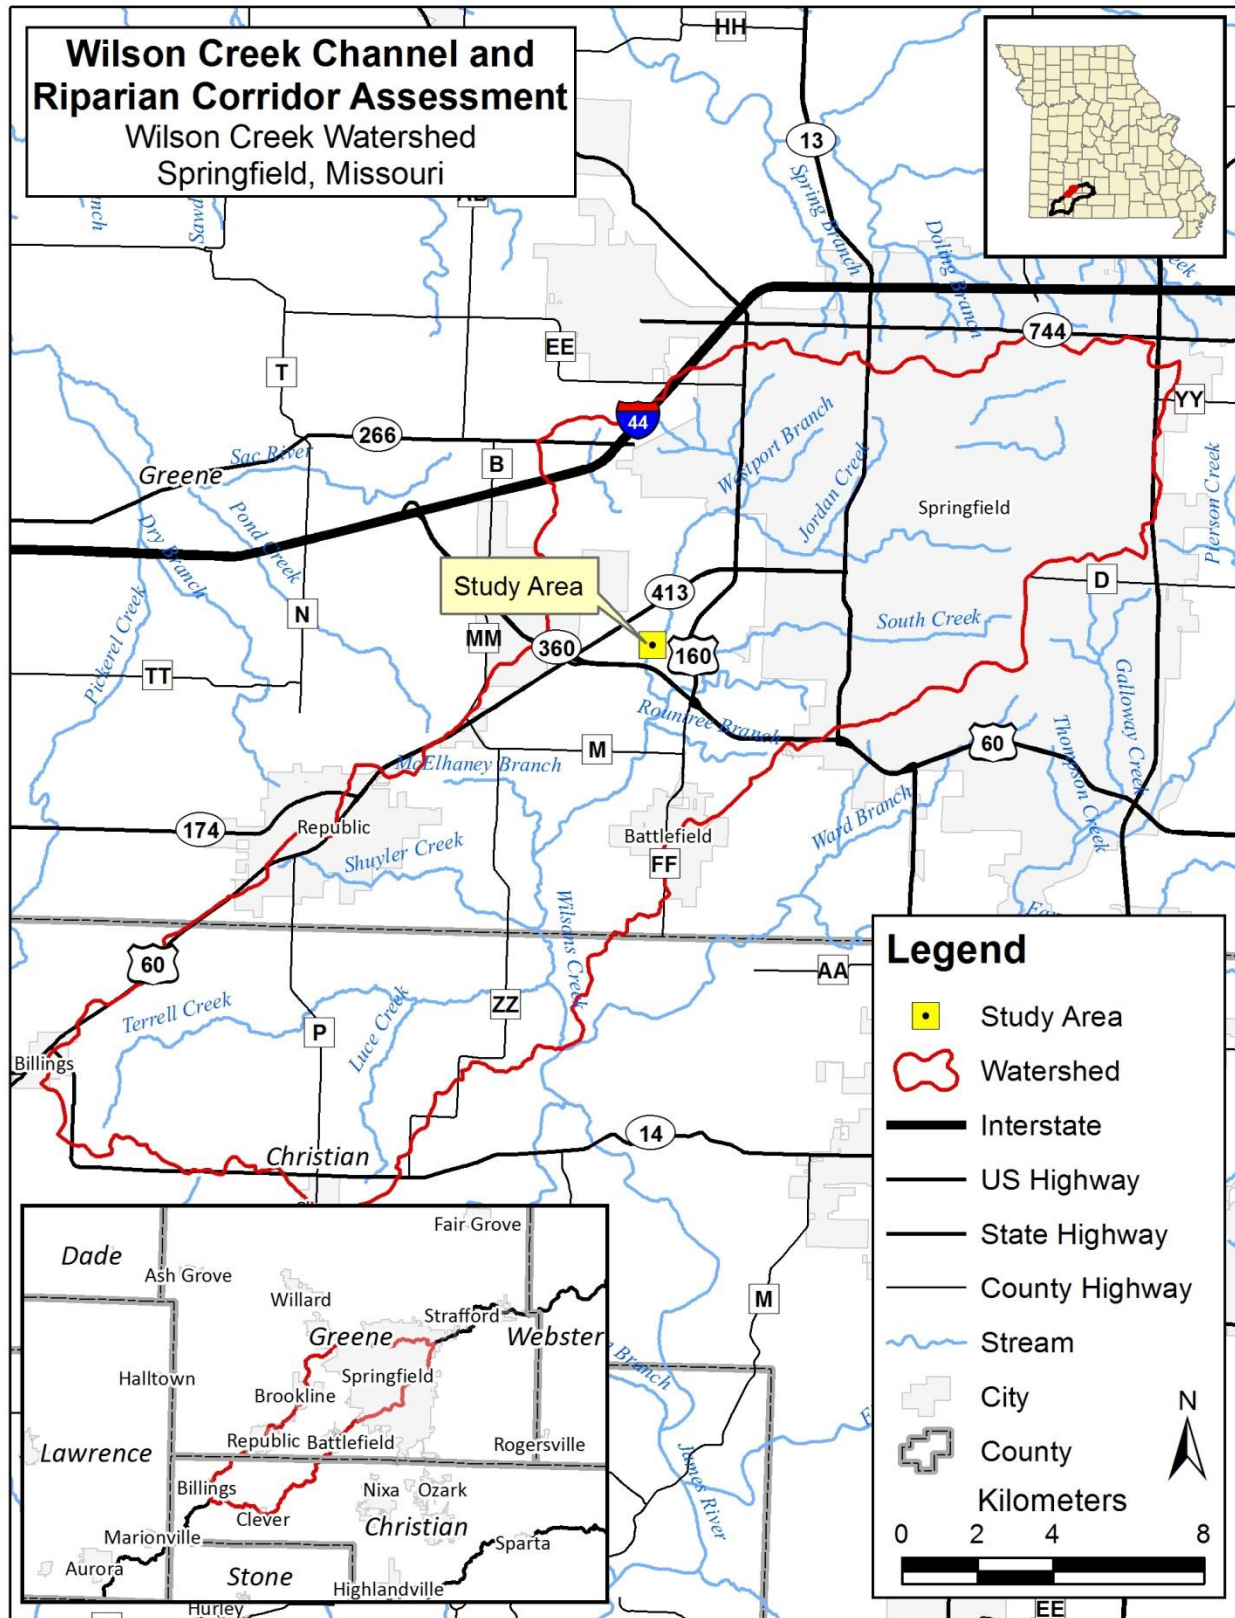 Wilson Creek Channel and
Riparian Corridor Assessment
Wilson Creek Watershed
Springfield, Missouri
HH
13
Spring Branch
Doling Branch
744
EE
T
YY
44
266
Sac River
Greene
B
Westport Branch
Jordan Creek
Springfield
Pierson Creek
Dry Branch
Pond Creek
Study Area
413
D
N
South Creek
MM
360
160
Pickerel Creek
TT
Galloway Creek
Rountree Branch
60
Thompson Creek
M
McElhaney Branch
174
Republic
Battlefield
Ward Branch
Shuyler Creek
FF
Wilsons Creek
60
AA
Terrell Creek
Luce Creek
ZZ
P
Billings
14
Christian
M
James River
EE
Legend
Study Area
Watershed
Interstate
US Highway
State Highway
County Highway
Stream
City
County
N
Kilometers
0 2 4 8
Fair Grove
Dade
Ash Grove
Willard
Strafford
Greene
Webster
Springfield
Halltown
Brookline
Republic
Battlefield
Rogersville
Lawrence
Billings
Nixa
Ozark
Clever
Christian
Marionville
Sparta
Aurora
Stone
Highlandville
Hurley